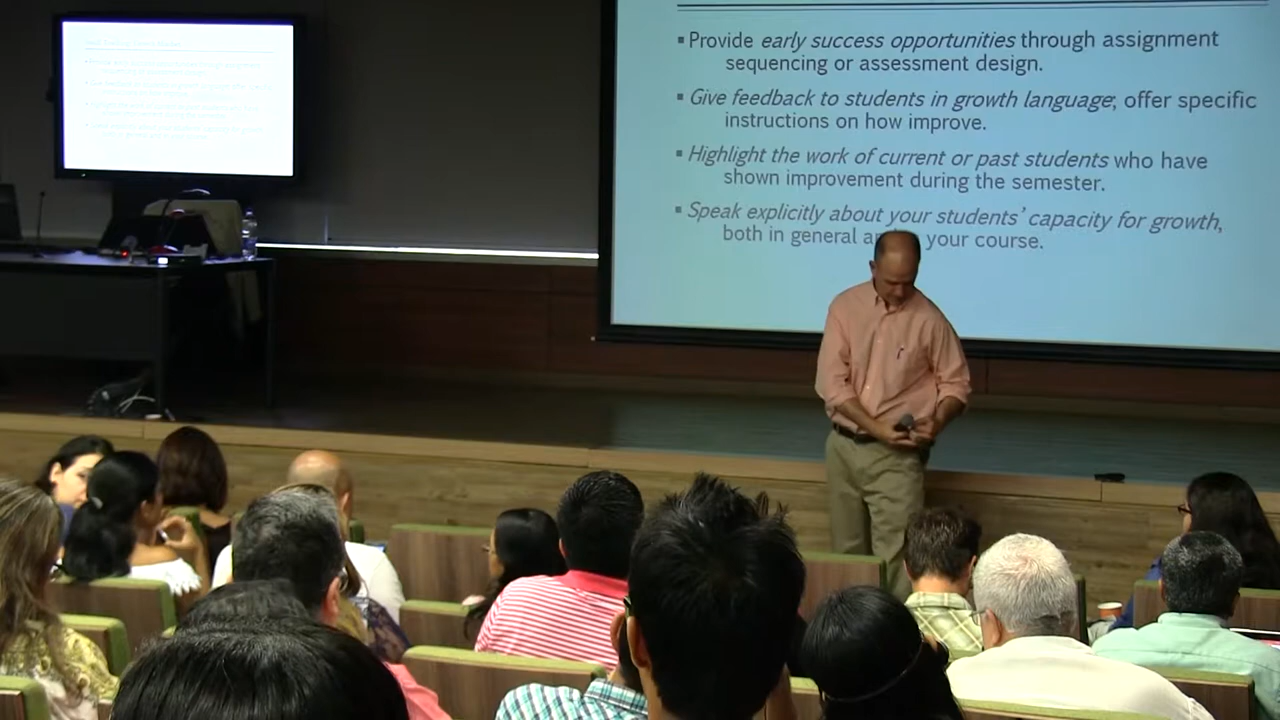 ▪ Provide early success opportunities through assignment
sequencing or assessment design.
▪ Give feedback to students in growth language; offer specific
instructions on how improve.
▪ Highlight the work of current or past students who have
shown improvement during the semester.
▪ Speak explicitly about your students’ capacity for growth,
both in general your course.